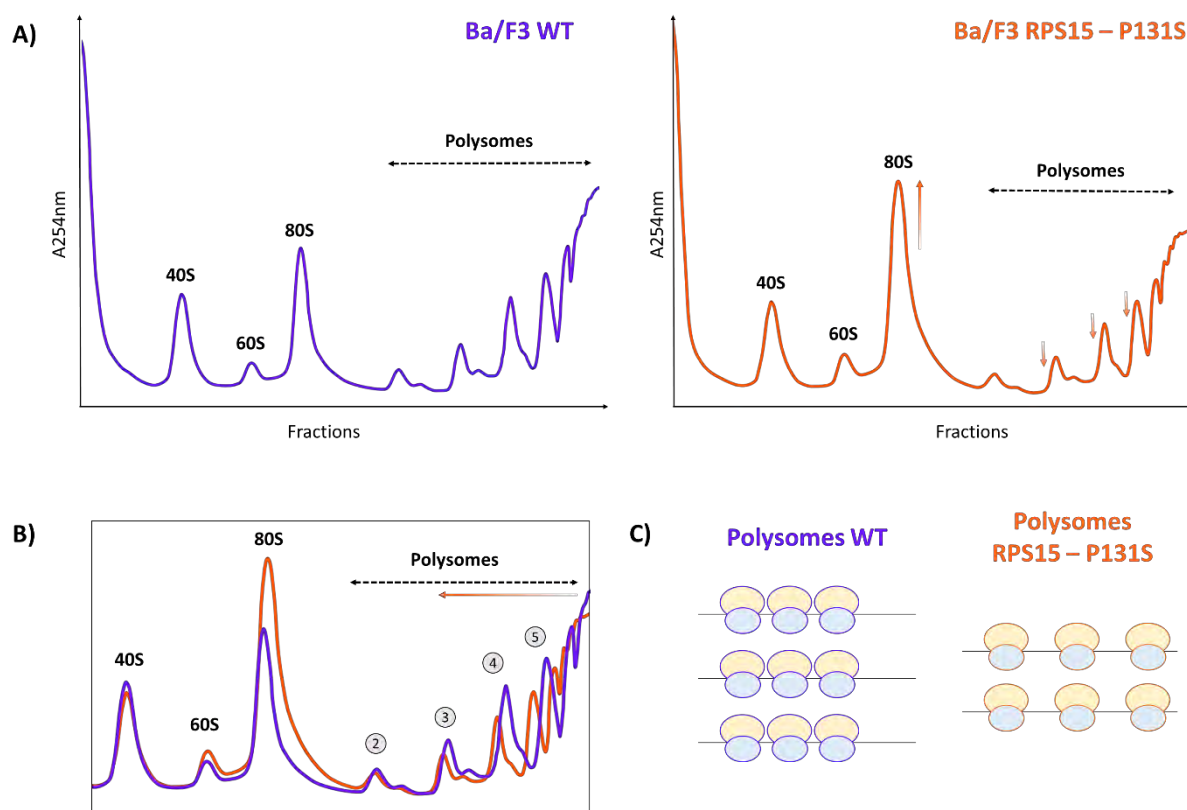 A)
Ba/F3 WT
Polysomes
80S
40S
60S
A254nm
Fractions
Ba/F3 RPS15 – P131S
80S
Polysomes
40S
60S
A254nm
Fractions
B)
80S
Polysomes
40S
60S
2
3
4
5
C)
Polysomes WT
Polysomes
RPS15 – P131S